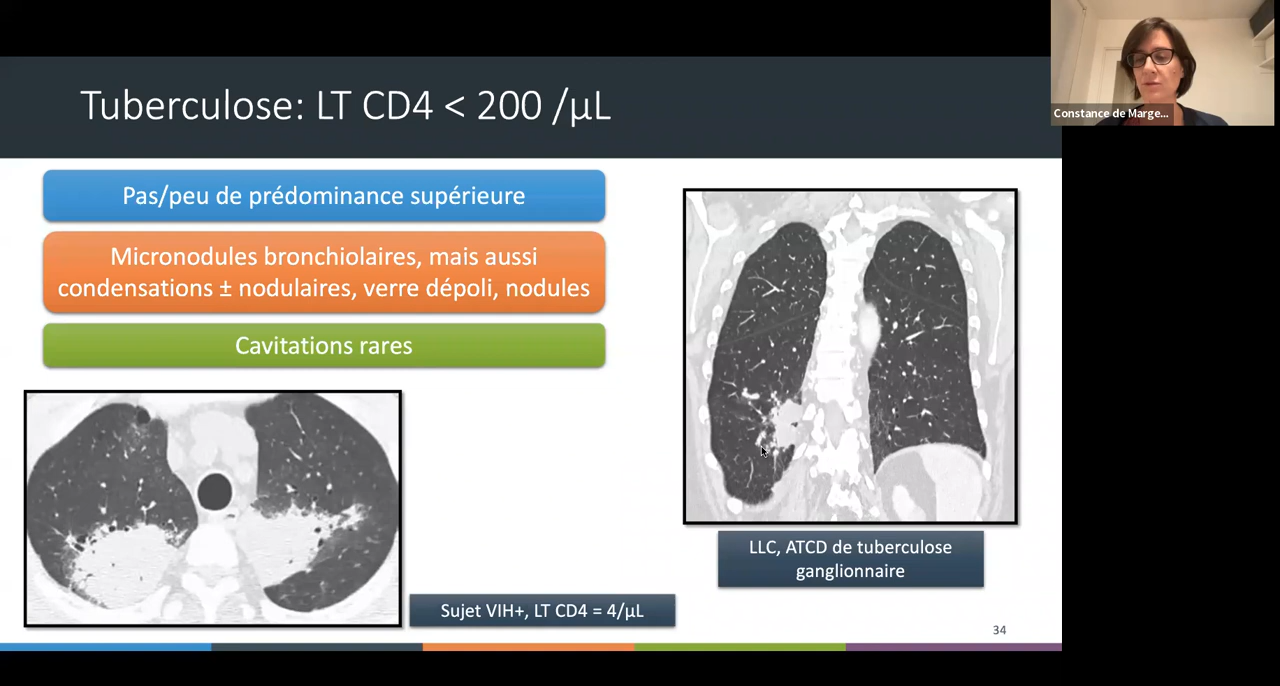 Constance de Marge...
Tuberculose: LT CD4 < 200 /µL
Pas/peu de prédominance supérieure
Micronodules bronchiolaires, mais aussi
condensations ± nodulaires, verre dépoli, nodules
Cavitations rares
LLC, ATCD de tuberculose
ganglionnaire
Sujet VIH+, LT CD4 = 4/µL
34